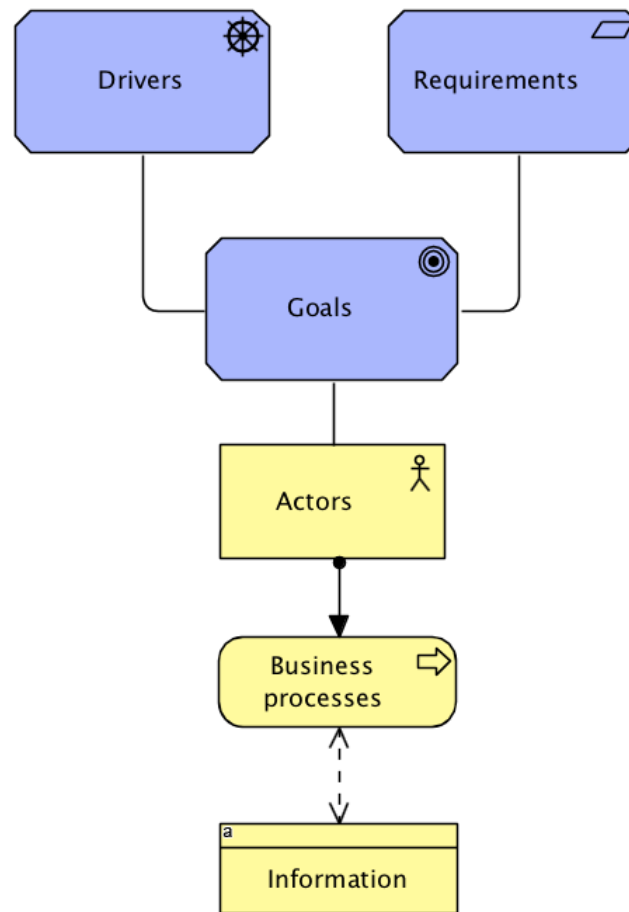 Drivers
Requirements
Goals
Actors
Business
processes
a
Information